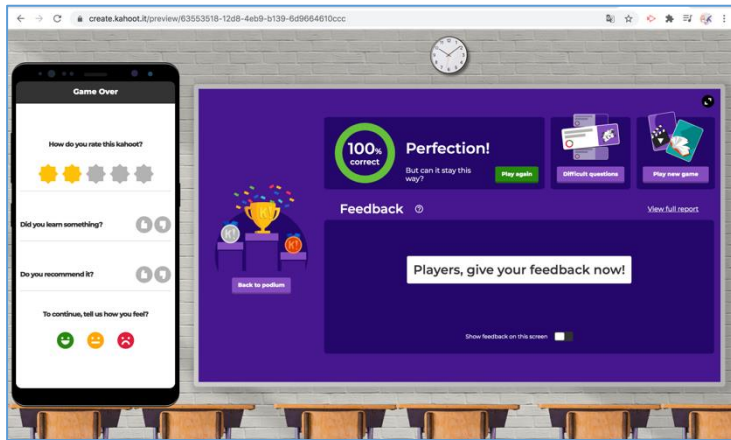 create.kahoot.it/preview/63553518-12d8-4eb9-b139-6d9664610ccc
Game Over
How do you rate this kahoot?
Did you learn something?
Do you recommend it?
To continue, tell us how you feel?
K!
K!
K!
Back to podium
100%
correct
Perfection!
But can it stay this
way?
Play again
Difficult questions
Play new game
Feedback
View full report
Players, give your feedback now!
Show feedback on this screen